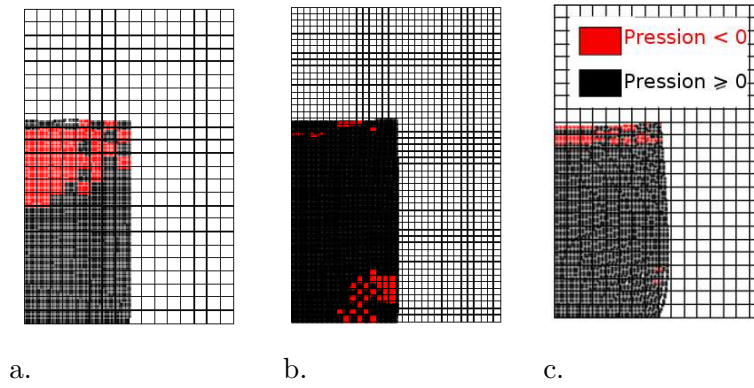 Pression < 0
Pression ⩾ 0
a.
b.
c.